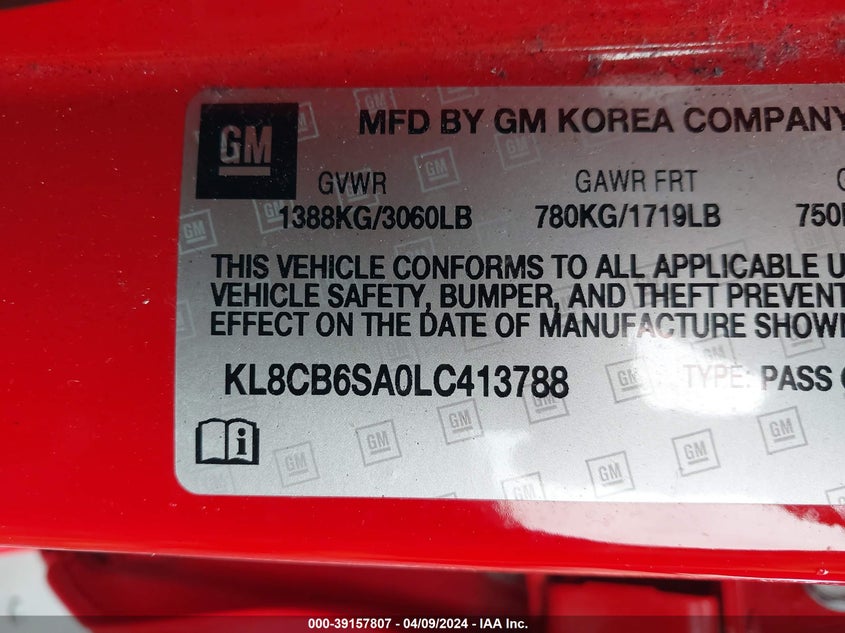 GM
MFD BY GM KOREA COMPANY
GVWR GAWR FRT
1388KG/3060LB 780KG/1719LB 750
THIS VEHICLE CONFORMS TO ALL APPLICABLE U
VEHICLE SAFETY, BUMPER, AND THEFT PREVENT
EFFECT ON THE DATE OF MANUFACTURE SHOW
KL8CB6SA0LC413788 TYPE: PASS
000-39157807 - 04/09/2024 - IAA Inc.